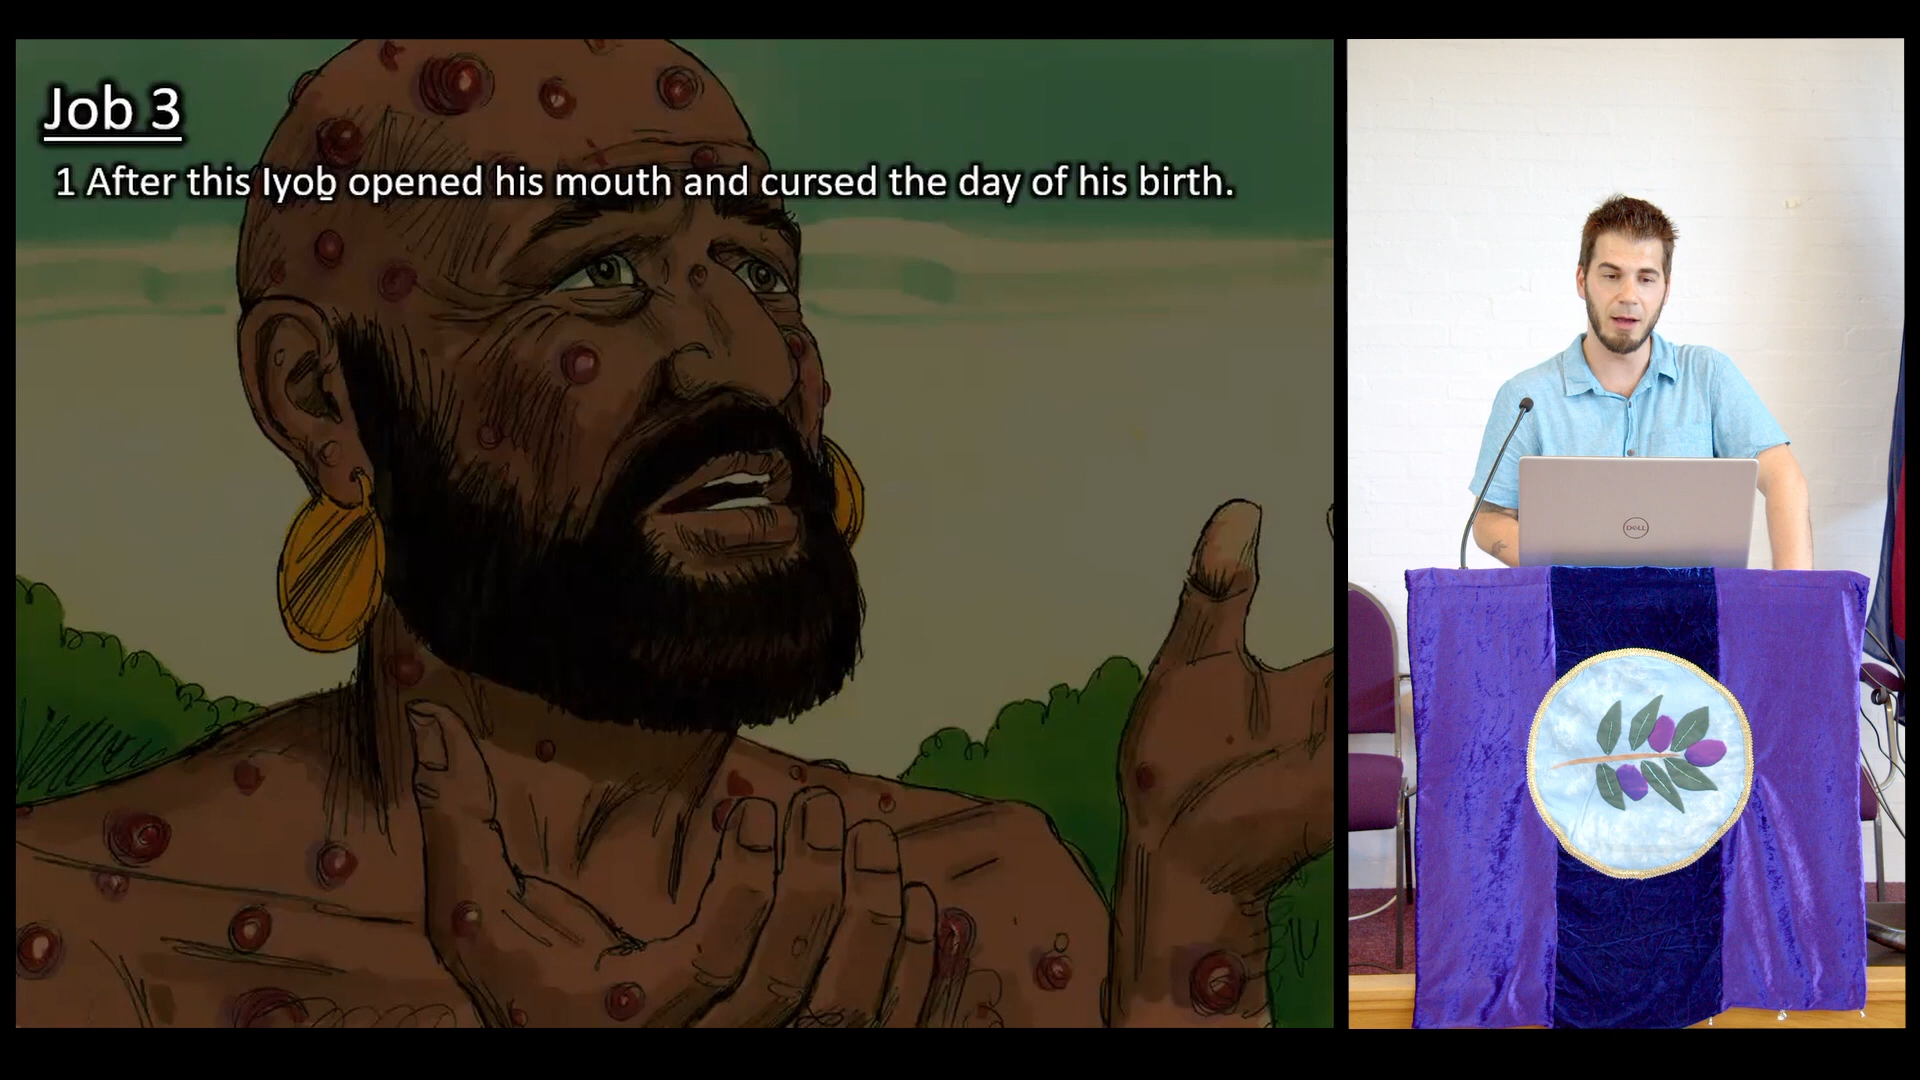 Job 3
1 After this Iyoḇ opened his mouth and cursed the day of his birth.
DELL